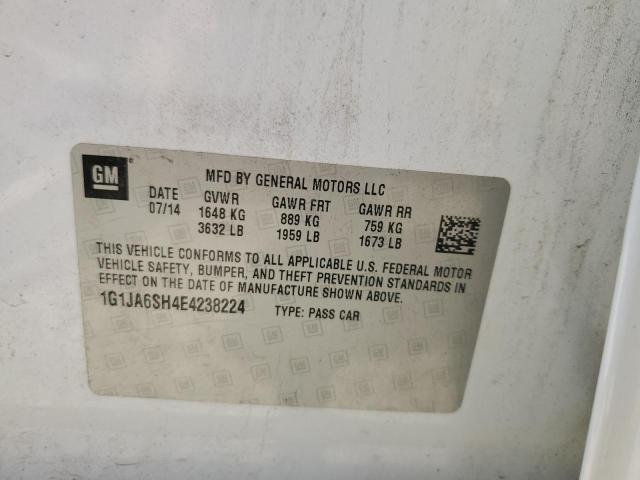 GM
MFD BY GENERAL MOTORS LLC
DATE GVWR GAWR FRT GAWR RR
07/14 1648 KG 889 KG 759 KG
3632 LB 1959 LB 1673 LB
THIS VEHICLE CONFORMS TO ALL APPLICABLE U.S. FEDERAL MOTOR
VEHICLE SAFETY, BUMPER, AND THEFT PREVENTION STANDARDS IN
EFFECT ON THE DATE OF MANUFACTURE SHOWN ABOVE.
1G1JA6SH4E4238224 TYPE: PASS CAR